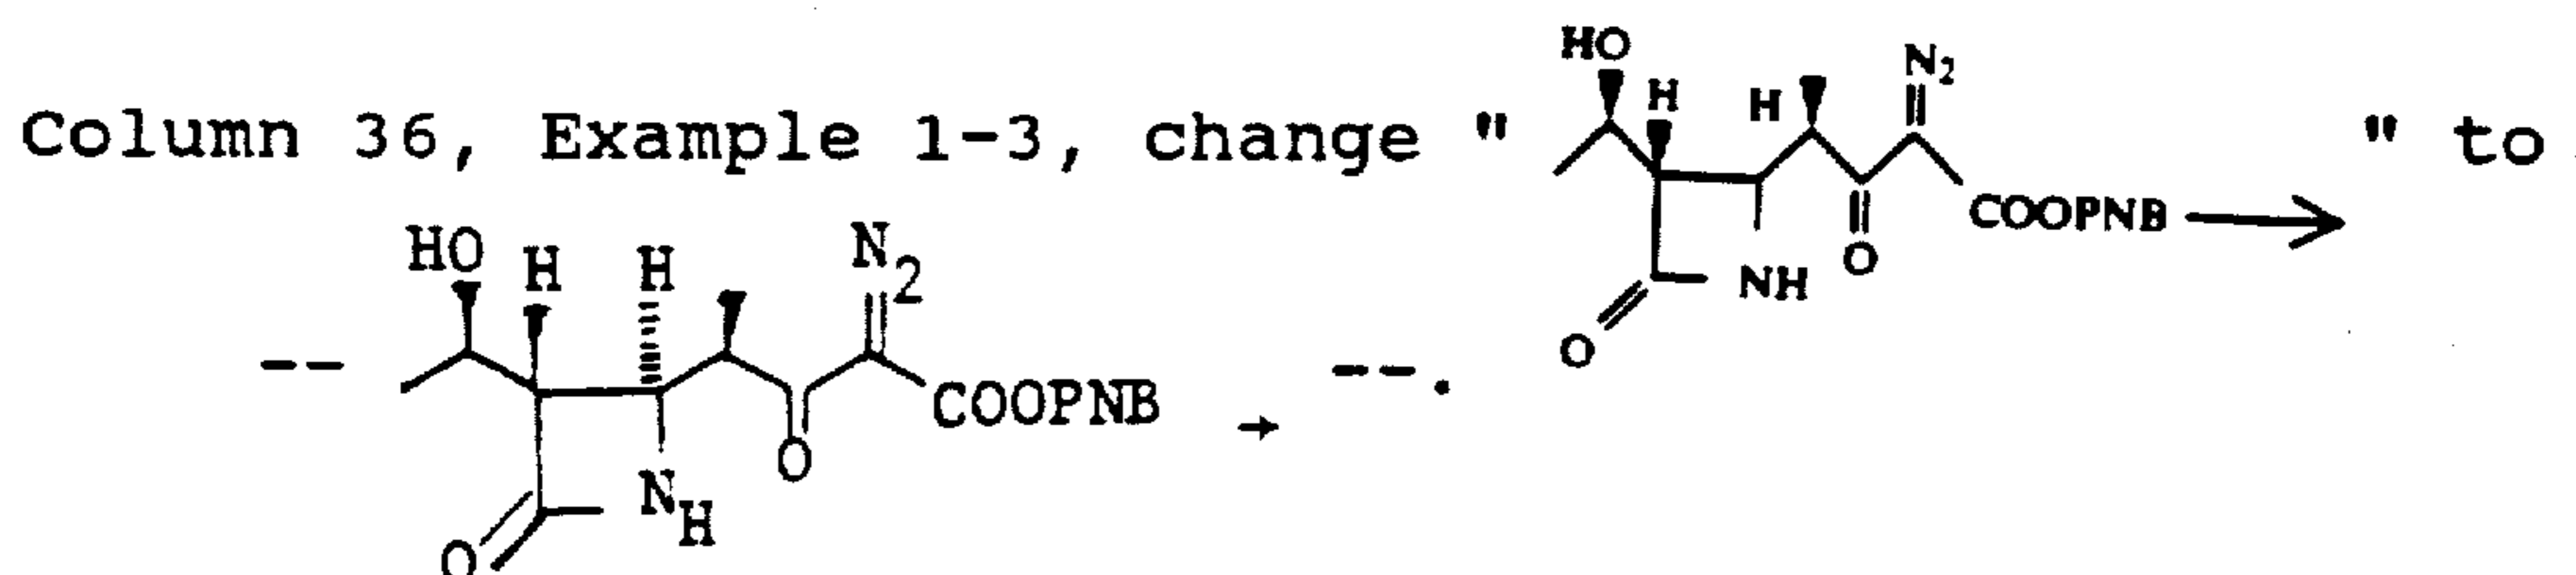 Column 36, Example 1-3, change " HO H H N2 COOPNB O NH O " to
-- HO H H N2 COOPNB O NH O --.